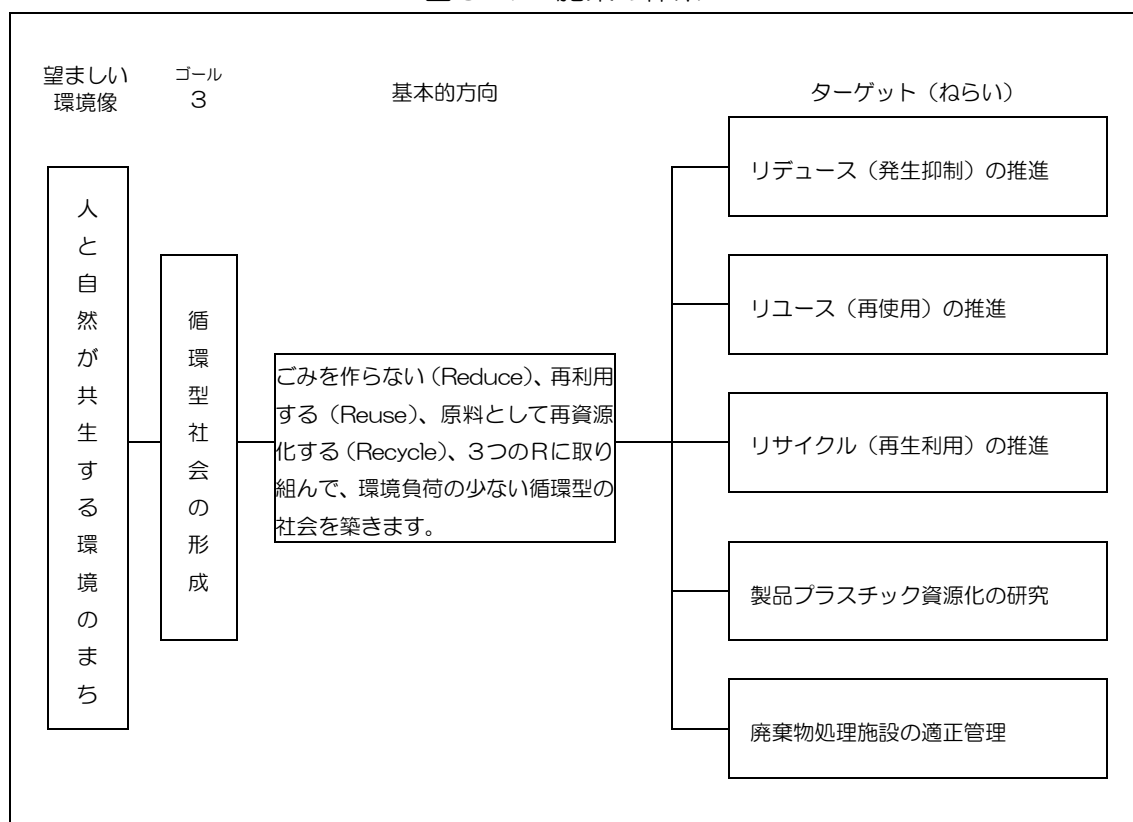 望ましい
環境像
ゴール
3
基本的方向
ターゲット（ねらい）
人と自然が共生する環境のまち
循環型社会の形成
ごみを作らない（Reduce）、再利用
する（Reuse）、原料として再資源
化する（Recycle）、３つのＲに取り
組んで、環境負荷の少ない循環型の
社会を築きます。
リデュース（発生抑制）の推進
リユース（再使用）の推進
リサイクル（再生利用）の推進
製品プラスチック資源化の研究
廃棄物処理施設の適正管理